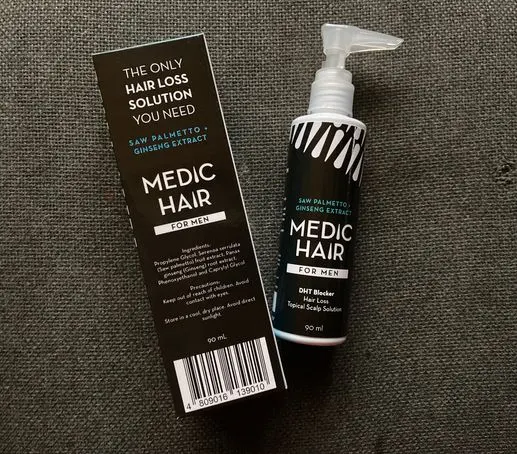 THE ONLY
HAIR LOSS
SOLUTION
YOU NEED
SAW PALMETTO +
GINSENG EXTRACT
MEDIC
HAIR
FOR MEN
Ingredients:
Propylene Glycol, Serenoa serrulata
(Saw palmetto) fruit extract, Panax
ginseng (Ginseng) root extract,
Phenoxyethanol and Caprylyl Glycol
Precautions:
Keep out of reach of children. Avoid
contact with eyes.
Store in a cool, dry place. Avoid direct
sunlight.
90 mL
4 809016 139010
SAW PALMETTO +
GINSENG EXTRACT
MEDIC
HAIR
FOR MEN
DHT Blocker
Hair Loss
Topical Scalp Solution
90 ml